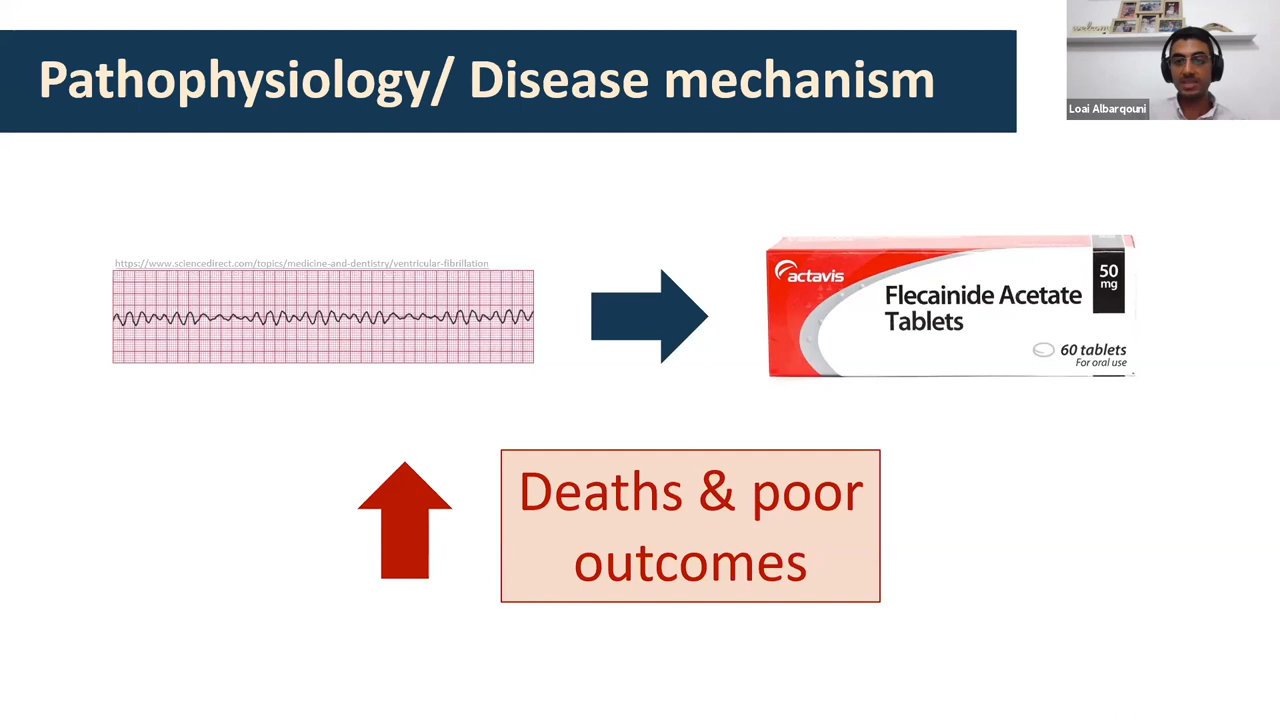 Pathophysiology/ Disease mechanism
Loai Albarqouni
https://www.sciencedirect.com/topics/medicine-and-dentistry/ventricular-fibrillation
actavis
50
mg
Flecainide Acetate
Tablets
60 tablets
For oral use
Deaths & poor
outcomes